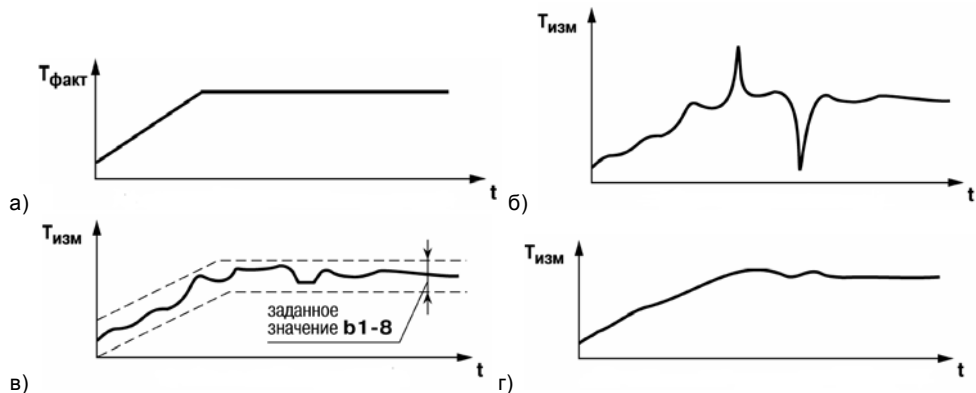 Tфакт
t
а)
Tизм
t
б)
Tизм
заданное
значение b1-8
t
в)
Tизм
t
г)